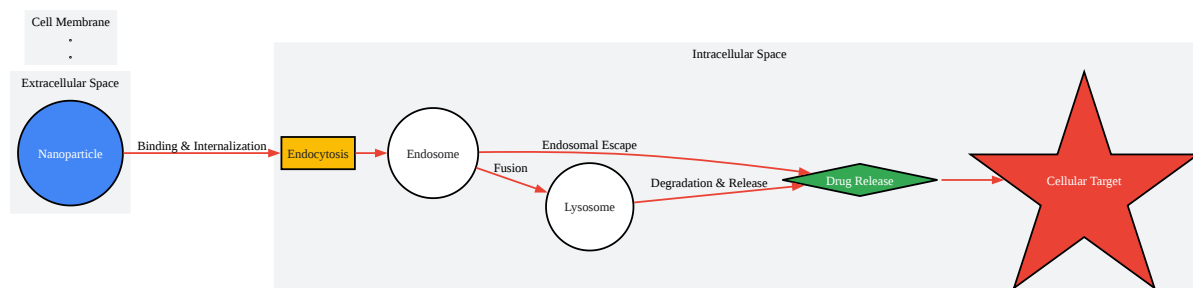 Cell Membrane
Intracellular Space
Extracellular Space
Nanoparticle
Binding & Internalization
Endocytosis
Endosome
Endosomal Escape
Fusion
Lysosome
Degradation & Release
Drug Release
Cellular Target